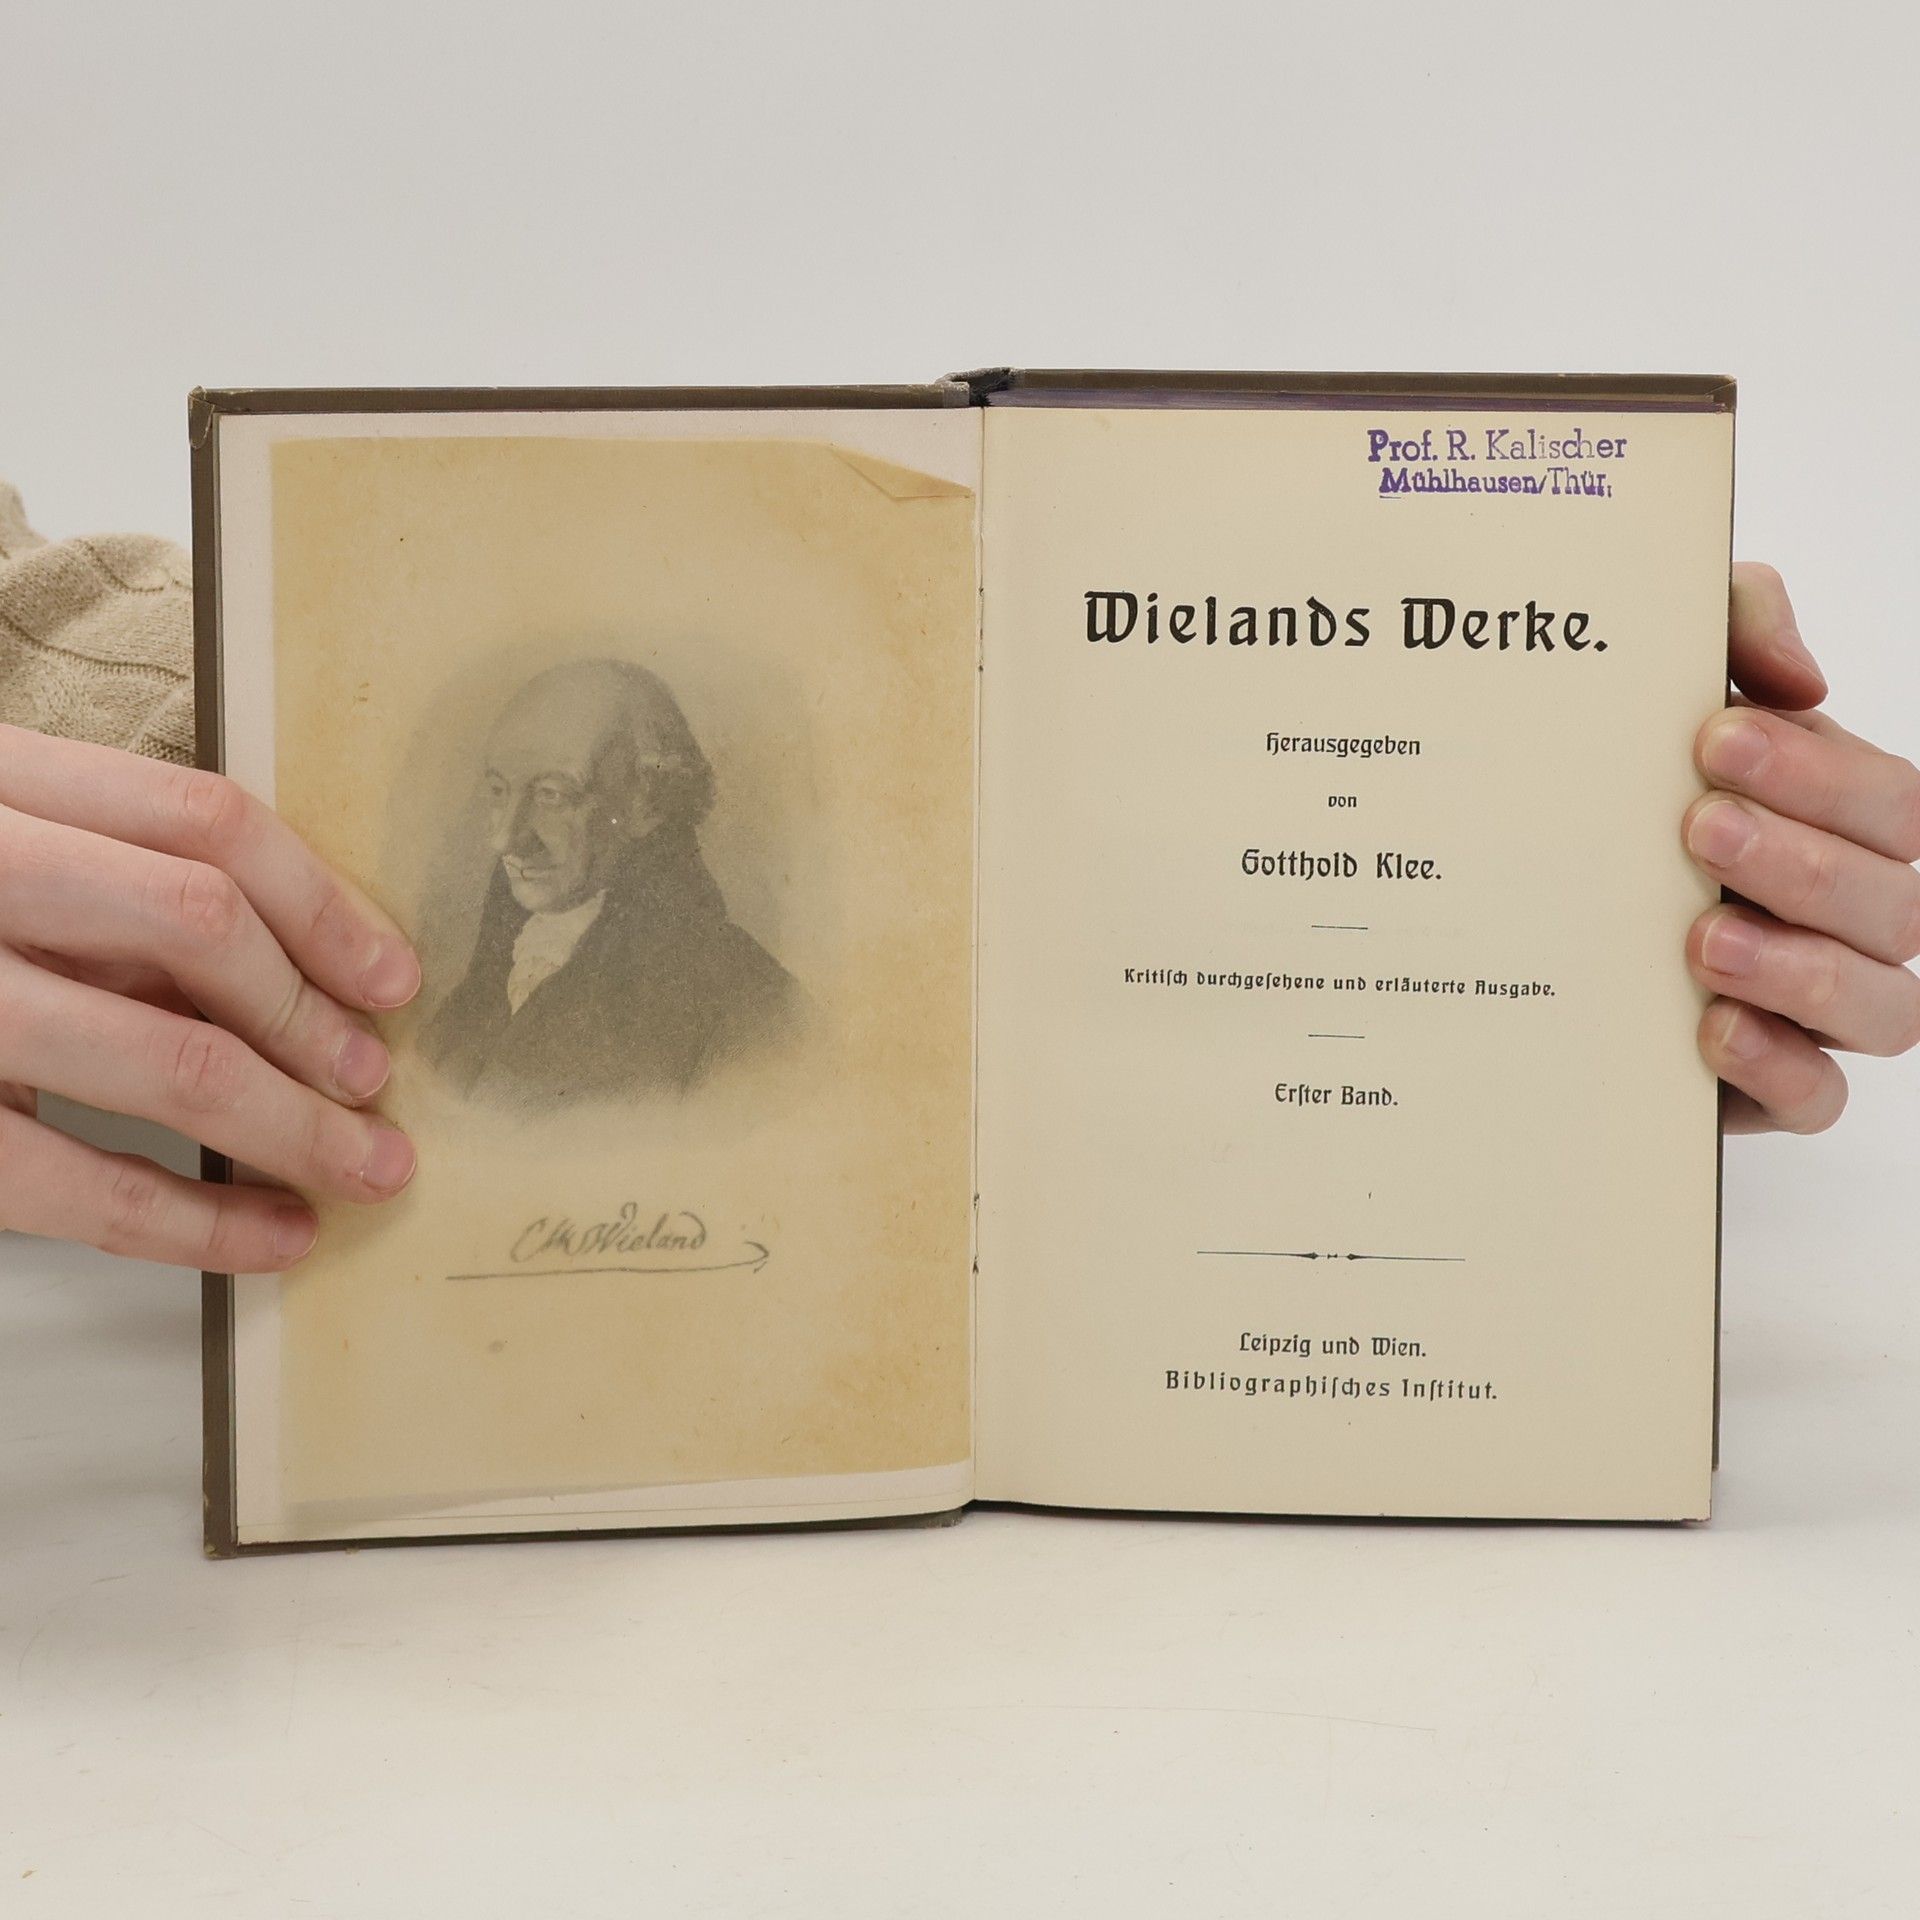 CMWieland
Prof. R. Kalischer
Mühlhausen/Thür.
Wielands Werke.
Herausgegeben
von
Gotthold Klee.
Kritiſch durchgeſehene und erläuterte Ausgabe.
Erſter Band.
Leipzig und Wien.
Bibliographiſches Inſtitut.